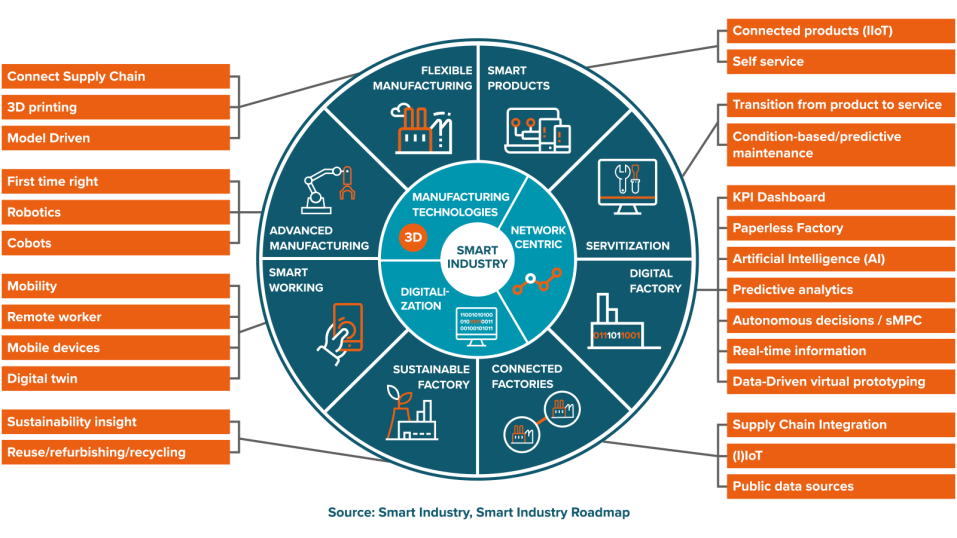 Connect Supply Chain
3D printing
Model Driven
First time right
Robotics
Cobots
Mobility
Remote worker
Mobile devices
Digital twin
Sustainability insight
Reuse/refurbishing/recycling
FLEXIBLE
MANUFACTURING
SMART
PRODUCTS
ADVANCED
MANUFACTURING
SERVITIZATION
SMART
WORKING
DIGITAL
FACTORY
0111011001
SUSTAINABLE
FACTORY
CONNECTED
FACTORIES
MANUFACTURING
TECHNOLOGIES
3D
NETWORK
CENTRIC
SMART
INDUSTRY
DIGITALI-
ZATION
11001010100
01000100011
00100101011
Connected products (IIoT)
Self service
Transition from product to service
Condition-based/predictive
maintenance
KPI Dashboard
Paperless Factory
Artificial Intelligence (AI)
Predictive analytics
Autonomous decisions / sMPC
Real-time information
Data-Driven virtual prototyping
Supply Chain Integration
(I)IoT
Public data sources
Source: Smart Industry, Smart Industry Roadmap